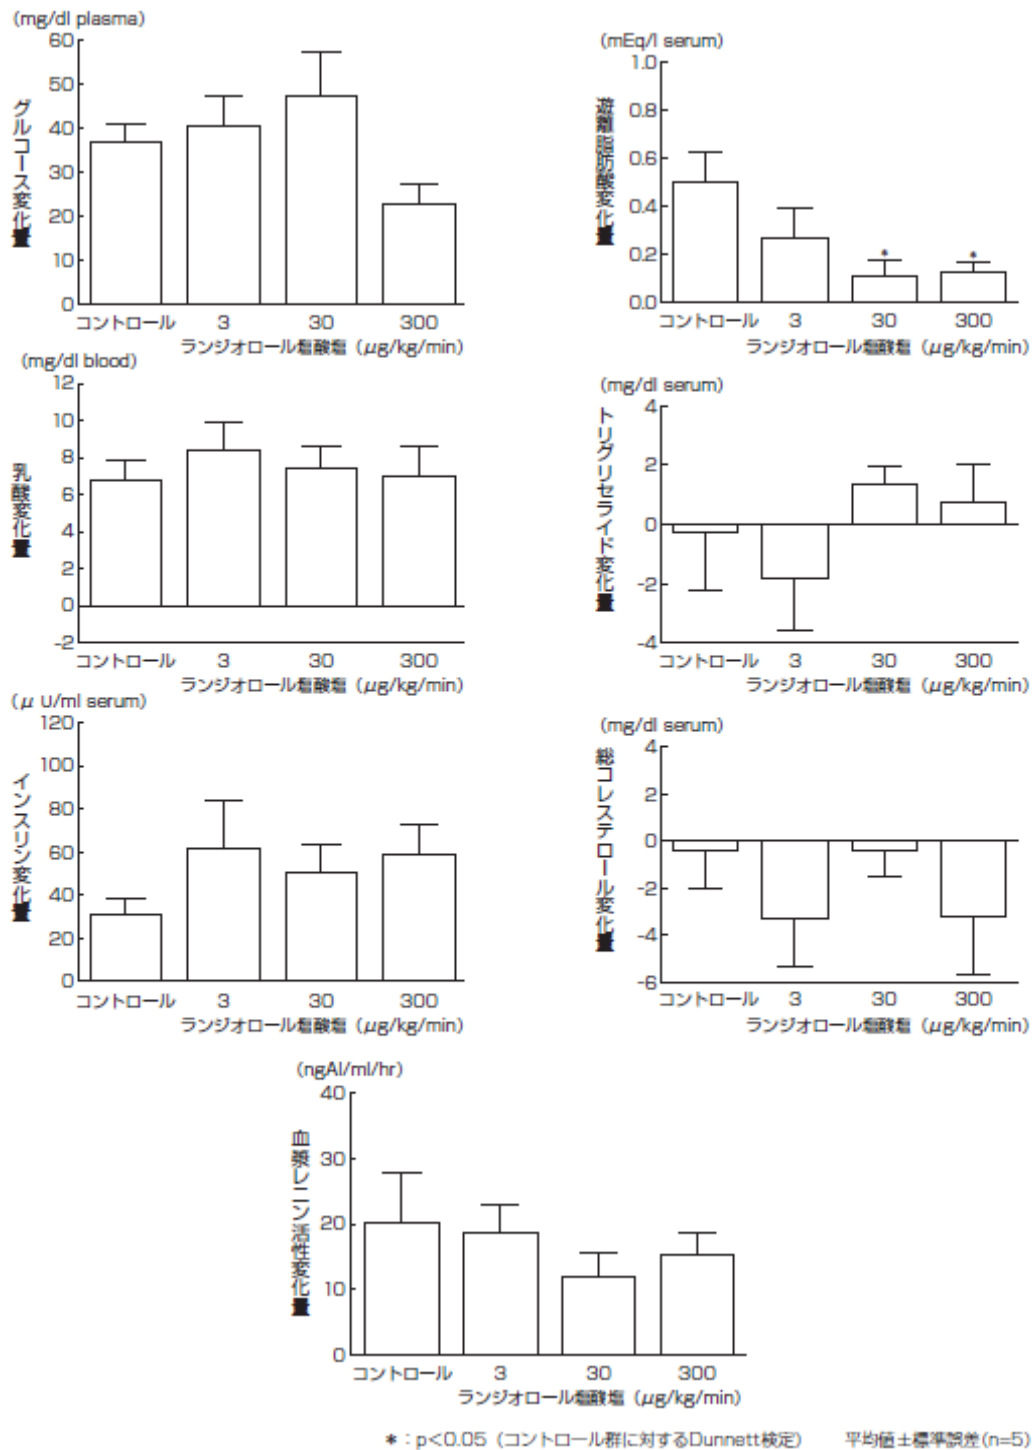 (mg/dl plasma)
60
50
40
30
20
10
0
グルコース変化量
コントロール 3 30 300
ランジオロール塩酸塩 (μg/kg/min)
(mEq/l serum)
1.0
0.8
0.6
0.4
0.2
0.0
遊離脂肪酸変化量
* *
コントロール 3 30 300
ランジオロール塩酸塩 (μg/kg/min)
(mg/dl blood)
12
10
8
6
4
2
0
-2
乳酸変化量
コントロール 3 30 300
ランジオロール塩酸塩 (μg/kg/min)
(mg/dl serum)
4
2
0
-2
-4
トリグリセライド変化量
コントロール 3 30 300
ランジオロール塩酸塩 (μg/kg/min)
(μ U/ml serum)
120
100
80
60
40
20
0
インスリン変化量
コントロール 3 30 300
ランジオロール塩酸塩 (μg/kg/min)
(mg/dl serum)
4
2
0
-2
-4
-6
総コレステロール変化量
コントロール 3 30 300
ランジオロール塩酸塩 (μg/kg/min)
(ngAI/ml/hr)
40
30
20
10
0
血漿レニン活性変化量
コントロール 3 30 300
ランジオロール塩酸塩 (μg/kg/min)
*：p<0.05 (コントロール群に対するDunnett検定) 平均値±標準誤差(n=5)